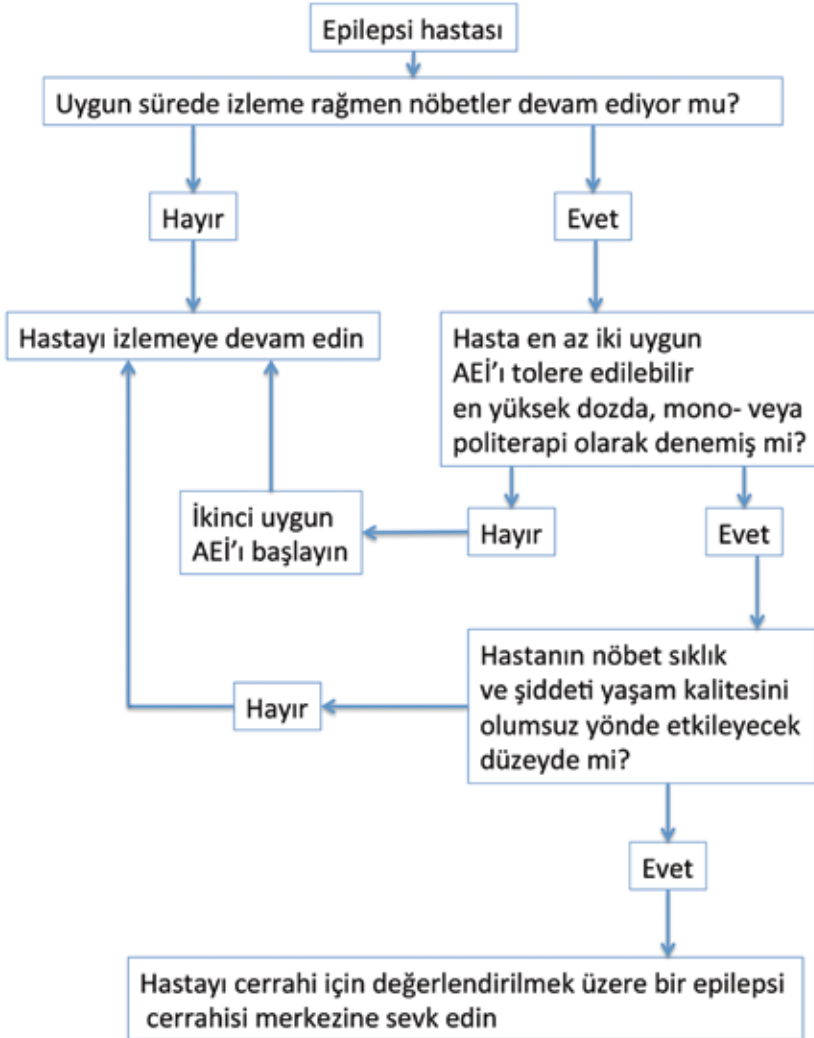 Epilepsi hastası
Uygun sürede izleme rağmen nöbetler devam ediyor mu?
Hayır
Evet
Hastayı izlemeye devam edin
Hasta en az iki uygun
AEİ’ı tolere edilebilir
en yüksek dozda, mono- veya
politerapi olarak denemiş mi?
İkinci uygun
AEİ’ı başlayın
Hayır
Evet
Hastanın nöbet sıklık
ve şiddeti yaşam kalitesini
olumsuz yönde etkileyecek
düzeyde mi?
Hayır
Evet
Hastayı cerrahi için değerlendirilmek üzere bir epilepsi
cerrahisi merkezine sevk edin